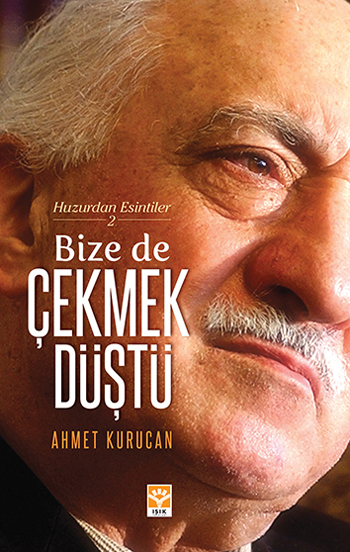 Huzurdan Esintiler
2
Bize de
ÇEKMEK
DÜŞTÜ
AHMET KURUCAN
IŞIK